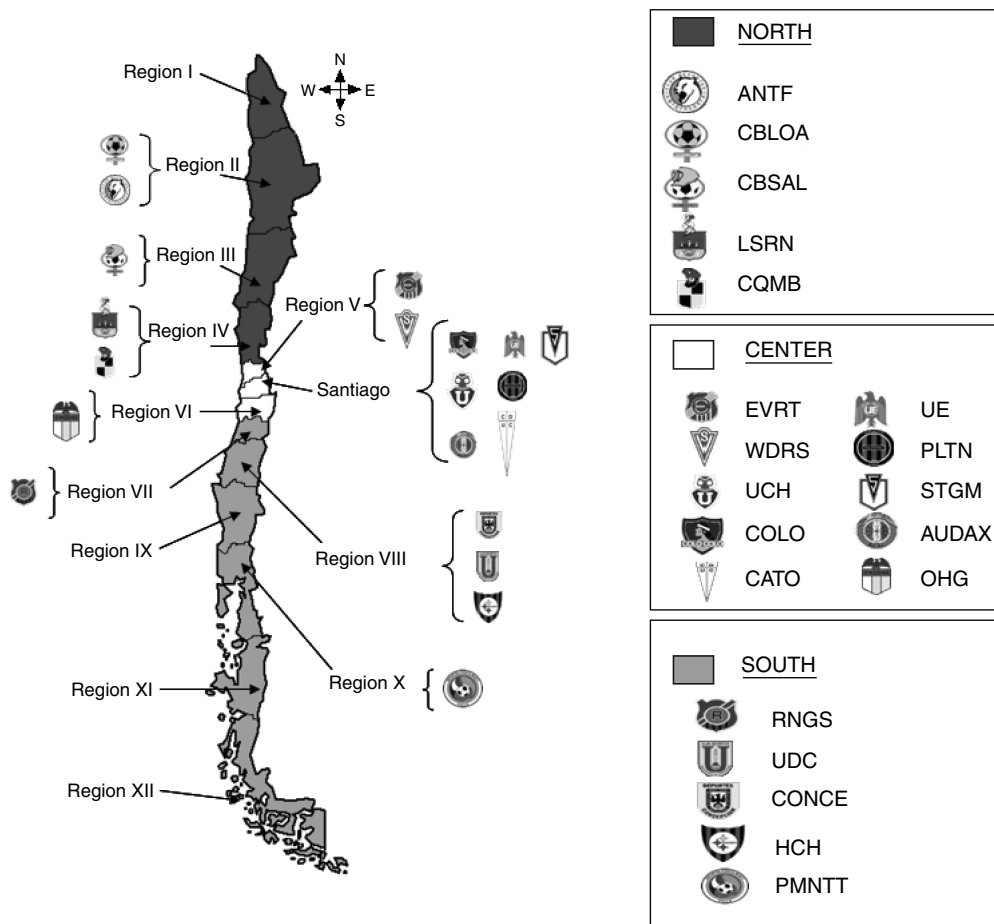 N
W E
S
Region I
Region II
Region III
Region IV
Region V
Santiago
Region VI
Region VII
Region IX
Region VIII
Region X
Region XI
Region XII
NORTH
ANTF
CBLOA
CBSAL
LSRN
CQMB
CENTER
EVRT
WDRS
UCH
COLO
CATO
UE
PLTN
STGM
AUDAX
OHG
SOUTH
RNGS
UDC
CONCE
HCH
PMNTT